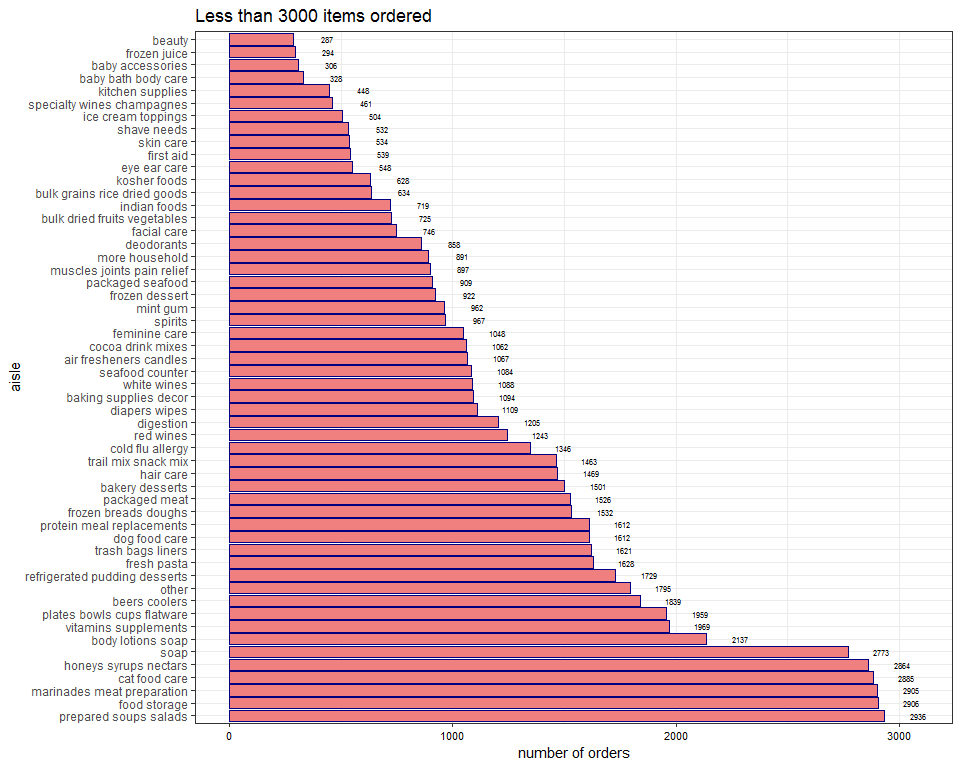 Less than 3000 items ordered
beauty 287
frozen juice 294
baby accessories 306
baby bath body care 328
kitchen supplies 448
specialty wines champagnes 461
ice cream toppings 504
shave needs 532
skin care 534
first aid 539
eye ear care 548
kosher foods 628
bulk grains rice dried goods 634
indian foods 719
bulk dried fruits vegetables 725
facial care 746
deodorants 858
more household 891
muscles joints pain relief 897
packaged seafood 909
frozen dessert 922
mint gum 962
spirits 967
feminine care 1048
cocoa drink mixes 1062
air fresheners candles 1067
seafood counter 1084
white wines 1088
baking supplies decor 1094
diapers wipes 1109
digestion 1205
red wines 1243
cold flu allergy 1346
trail mix snack mix 1463
hair care 1469
bakery desserts 1501
packaged meat 1526
frozen breads doughs 1532
protein meal replacements 1612
dog food care 1612
trash bags liners 1621
fresh pasta 1628
refrigerated pudding desserts 1729
other 1795
beers coolers 1839
plates bowls cups flatware 1959
vitamins supplements 1969
body lotions soap 2137
soap 2773
honeys syrups nectars 2864
cat food care 2885
marinades meat preparation 2905
food storage 2906
prepared soups salads 2936
aisle
0 1000 2000 3000
number of orders